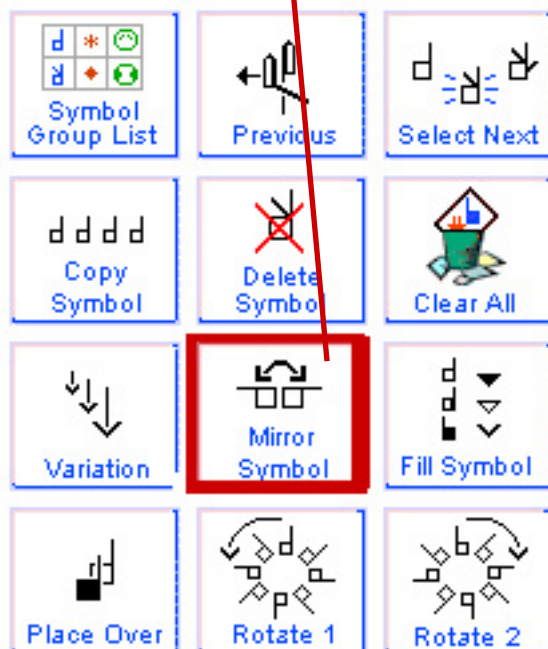 Symbol
Group List
Previous
Select Next
Copy
Symbol
Delete
Symbol
Clear All
Variation
Mirror
Symbol
Fill Symbol
Place Over
Rotate 1
Rotate 2